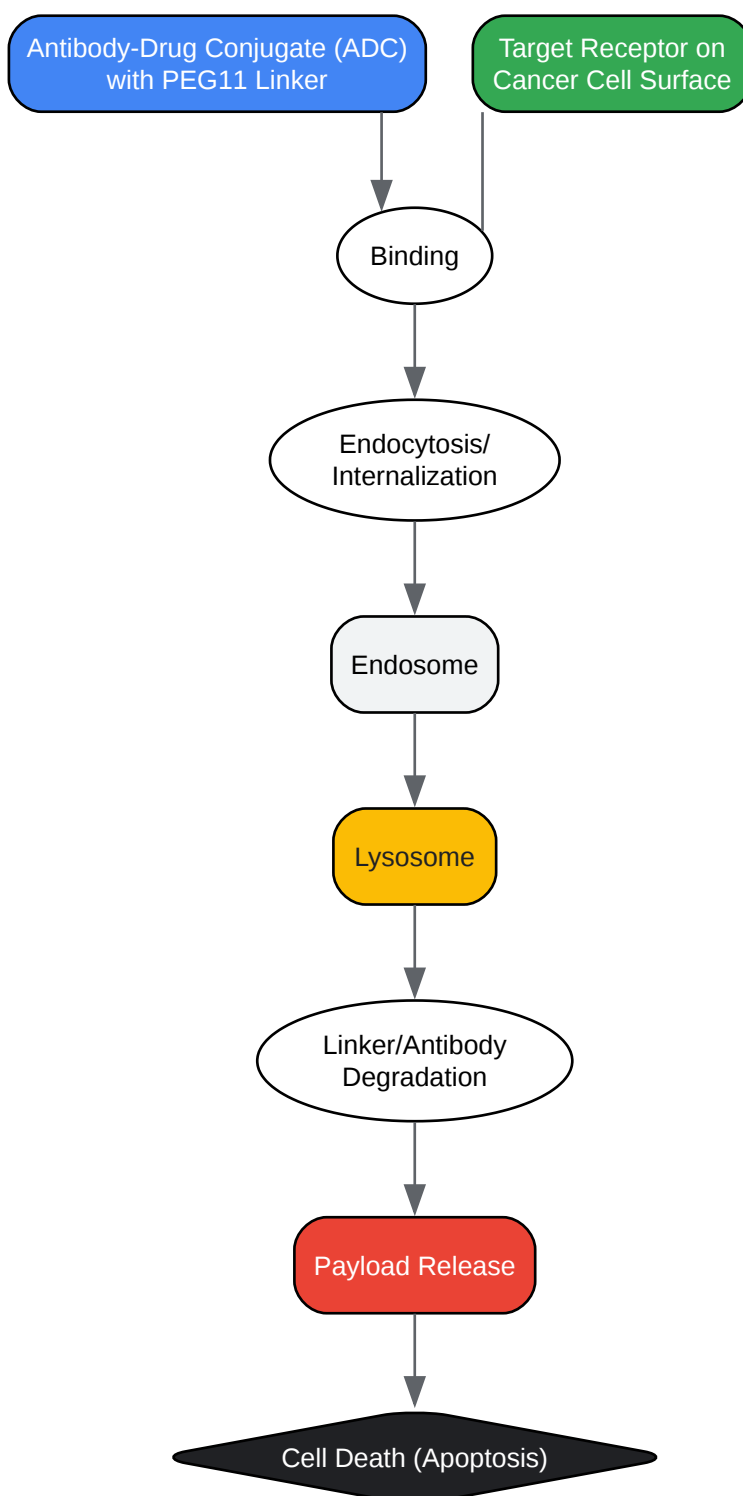 Antibody-Drug Conjugate (ADC)
with PEG11 Linker
Target Receptor on
Cancer Cell Surface
Binding
Endocytosis/
Internalization
Endosome
Lysosome
Linker/Antibody
Degradation
Payload Release
Cell Death (Apoptosis)